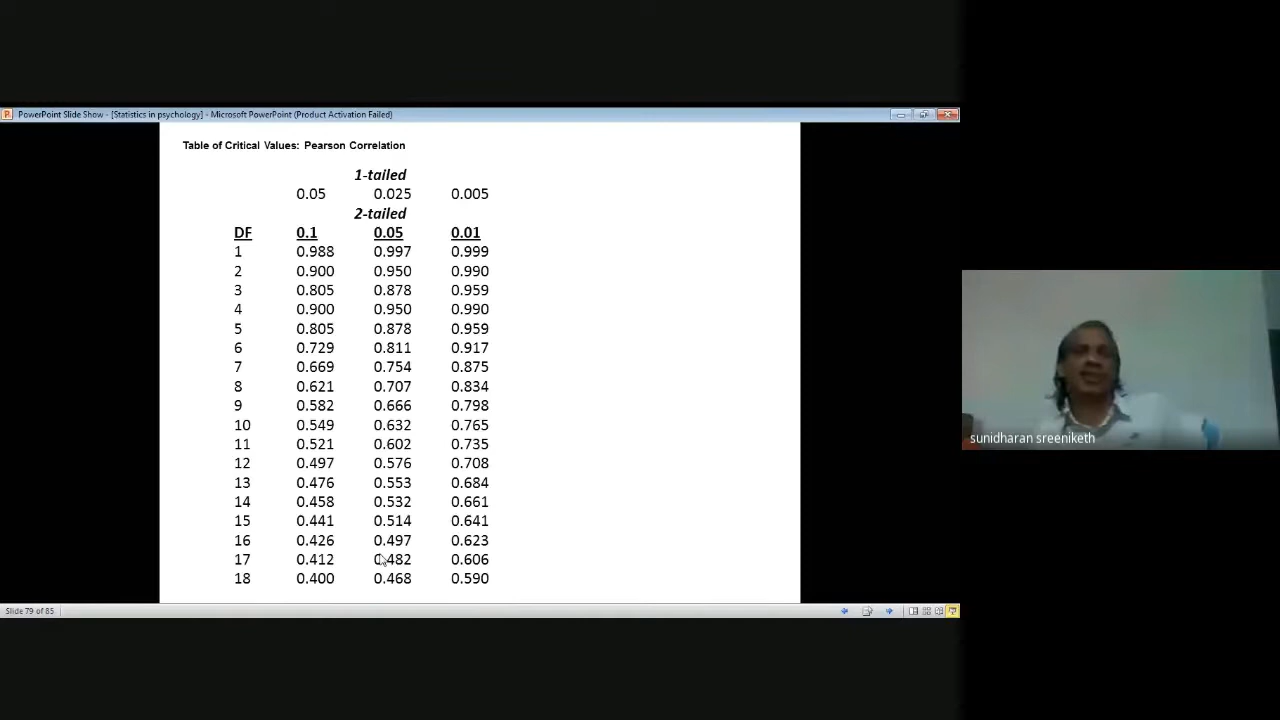 PowerPoint Slide Show - [Statistics in psychology] - Microsoft PowerPoint (Product Activation Failed)
Table of Critical Values: Pearson Correlation
1-tailed
0.05 0.025 0.005
2-tailed
DF 0.1 0.05 0.01
1 0.988 0.997 0.999
2 0.900 0.950 0.990
3 0.805 0.878 0.959
4 0.900 0.950 0.990
5 0.805 0.878 0.959
6 0.729 0.811 0.917
7 0.669 0.754 0.875
8 0.621 0.707 0.834
9 0.582 0.666 0.798
10 0.549 0.632 0.765
11 0.521 0.602 0.735
12 0.497 0.576 0.708
13 0.476 0.553 0.684
14 0.458 0.532 0.661
15 0.441 0.514 0.641
16 0.426 0.497 0.623
17 0.412 0.482 0.606
18 0.400 0.468 0.590
sunidharan sreeniketh
Slide 79 of 85